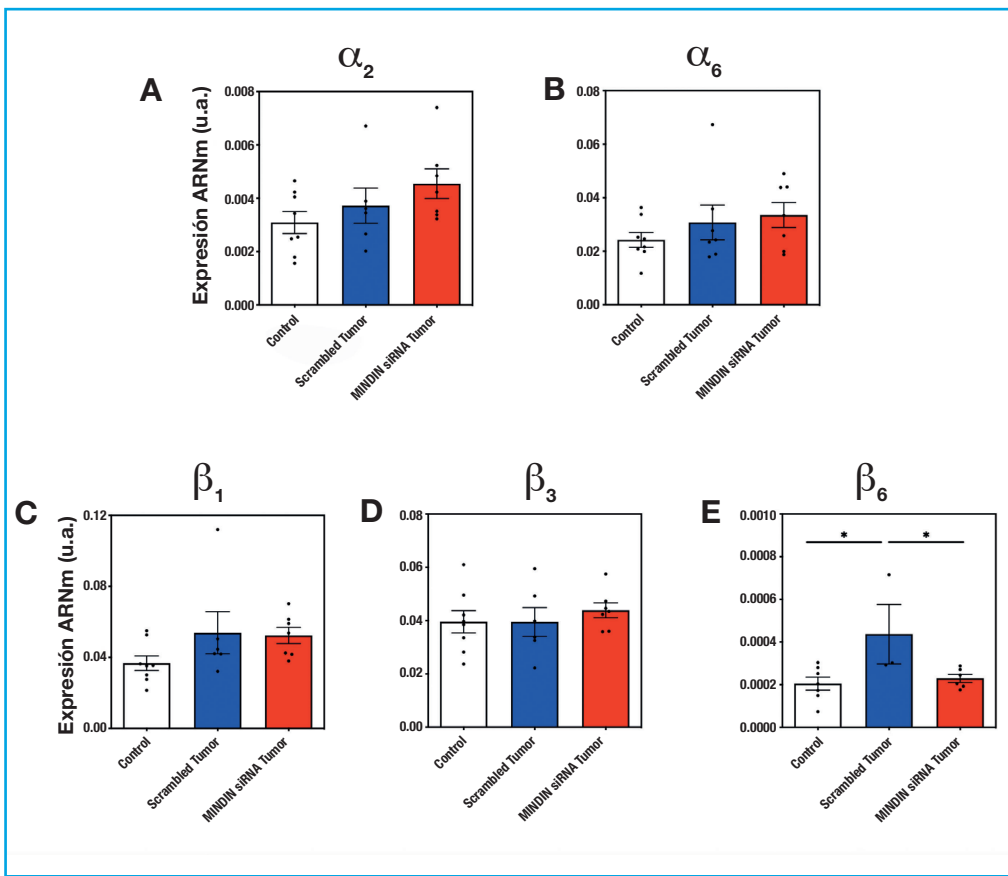 α2
α6
A
B
Expresión ARNm (u.a.)
0.008
0.006
0.004
0.002
0.000
0.08
0.06
0.04
0.02
0.00
Control
Scrambled Tumor
MINDIN siRNA Tumor
Control
Scrambled Tumor
MINDIN siRNA Tumor
β1
β3
β6
C
D
E
Expresión ARNm (u.a.)
0.12
0.08
0.04
0.00
0.08
0.06
0.04
0.02
0.00
0.0010
0.0008
0.0006
0.0004
0.0002
0.0000
*
*
Control
Scrambled Tumor
MINDIN siRNA Tumor
Control
Scrambled Tumor
MINDIN siRNA Tumor
Control
Scrambled Tumor
MINDIN siRNA Tumor